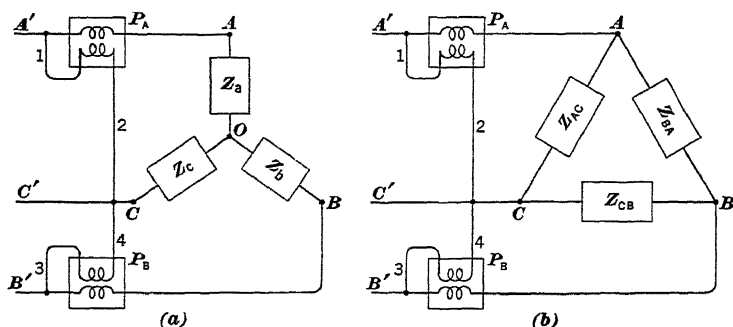 A′ P_A A
1
Z_a
2
O
Z_c Z_b
C′ C B
4
3 P_B
B′
(a)
A′ P_A A
1
Z_AC Z_BA
2
C′ C Z_CB B
4
3 P_B
B′
(b)